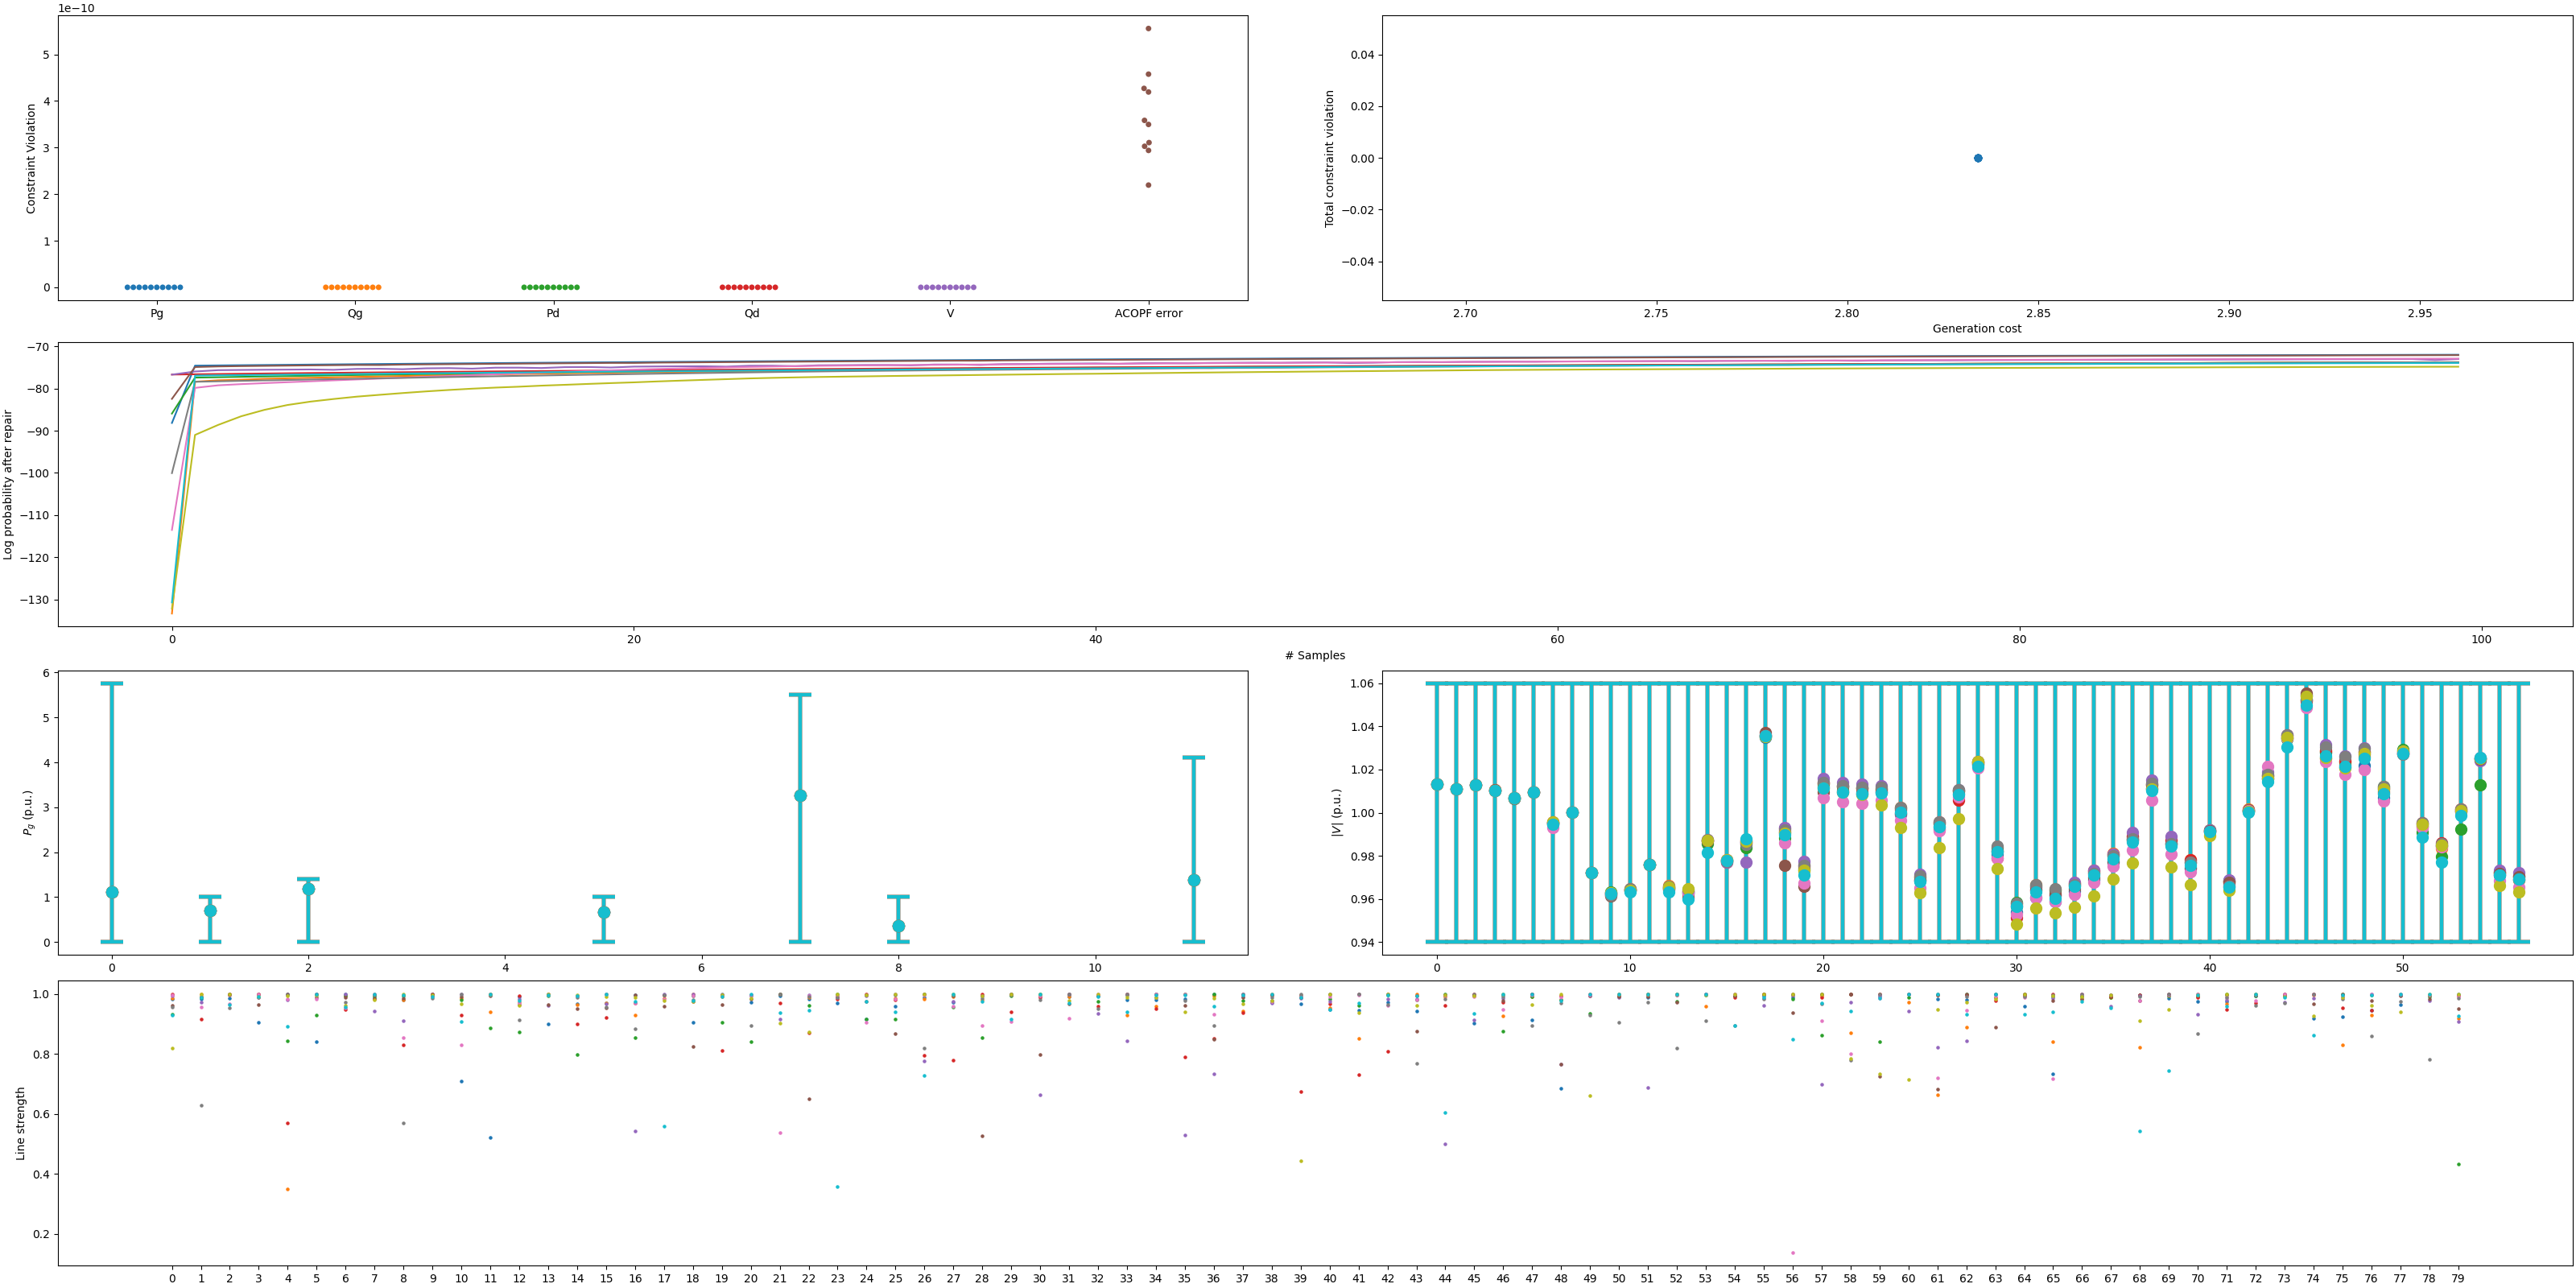 1e−10
Constraint Violation
5
4
3
2
1
0
Pg Qg Pd Qd V ACOPF error
Total constraint violation
0.04
0.02
0.00
−0.02
−0.04
2.70 2.75 2.80 2.85 2.90 2.95
Generation cost
Log probability after repair
−70
−80
−90
−100
−110
−120
−130
0 20 40 60 80 100
# Samples
P_g (p.u.)
6
5
4
3
2
1
0
0 2 4 6 8 10
|V| (p.u.)
1.06
1.04
1.02
1.00
0.98
0.96
0.94
0 10 20 30 40 50
Line strength
1.0
0.8
0.6
0.4
0.2
0 1 2 3 4 5 6 7 8 9 10 11 12 13 14 15 16 17 18 19 20 21 22 23 24 25 26 27 28 29 30 31 32 33 34 35 36 37 38 39 40 41 42 43 44 45 46 47 48 49 50 51 52 53 54 55 56 57 58 59 60 61 62 63 64 65 66 67 68 69 70 71 72 73 74 75 76 77 78 79